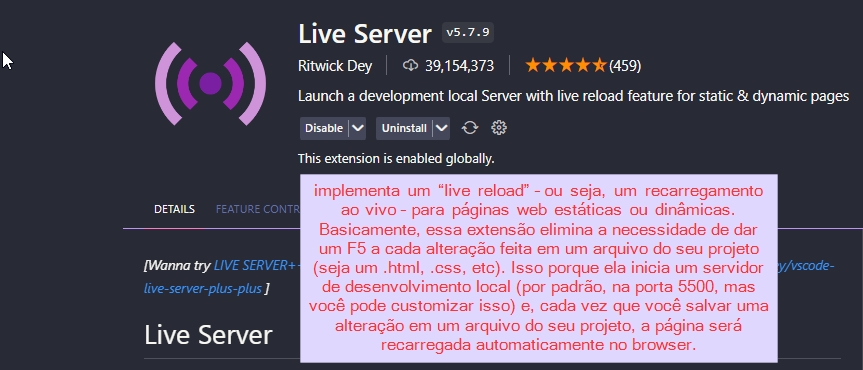 Live Server v5.7.9
Ritwick Dey 39,154,373 (459)
Launch a development local Server with live reload feature for static & dynamic pages
Disable Uninstall
This extension is enabled globally.
DETAILS FEATURE CONTR
implementa um “live reload” - ou seja, um recarregamento
ao vivo - para páginas web estáticas ou dinâmicas.
Basicamente, essa extensão elimina a necessidade de dar
um F5 a cada alteração feita em um arquivo do seu projeto
(seja um .html, .css, etc). Isso porque ela inicia um servidor
de desenvolvimento local (por padrão, na porta 5500, mas
você pode customizar isso) e, cada vez que você salvar uma
alteração em um arquivo do seu projeto, a página será
recarregada automaticamente no browser.
[Wanna try LIVE SERVER++ y/vscode-
live-server-plus-plus ]
Live Server